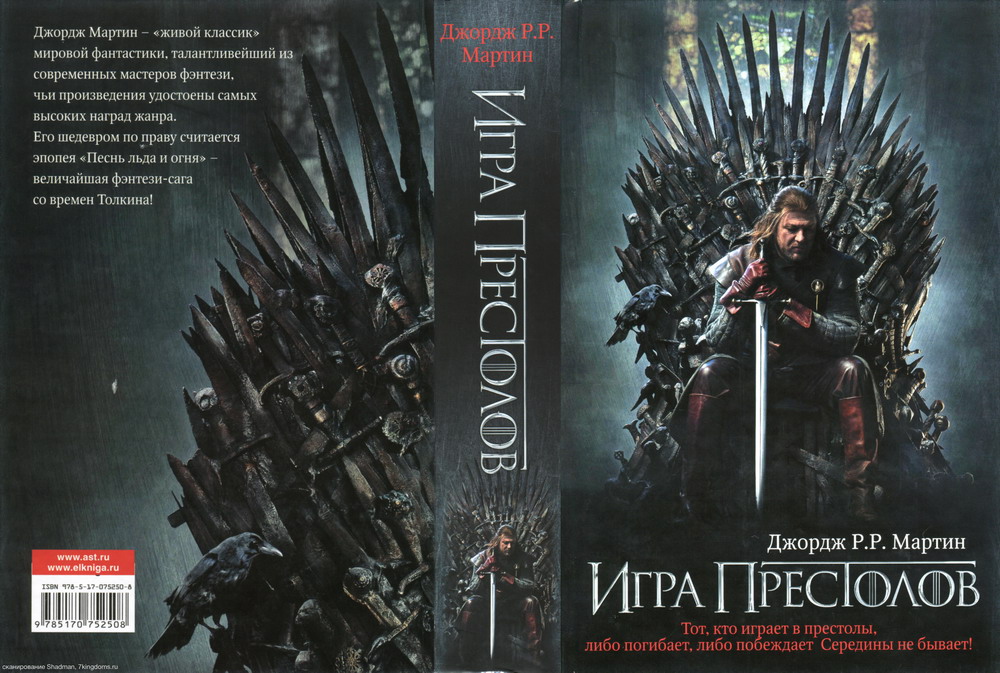 Джордж Мартин – «живой классик»
мировой фантастики, талантливейший из
современных мастеров фэнтези,
чьи произведения удостоены самых
высоких наград жанра.
Его шедевром по праву считается
эпопея «Песнь льда и огня» –
величайшая фэнтези-сага
со времен Толкина!
www.ast.ru
www.elkniga.ru
ISBN 978-5-17-075250-8
9 785170 752508
сканирование Shadman, 7kingdoms.ru
Джордж Р.Р.
Мартин
ИГРА ПРЕСТОЛОВ
Джордж Р.Р. Мартин
ИГРА ПРЕСТОЛОВ
Тот, кто играет в престолы,
либо погибает, либо побеждает Середины не бывает!